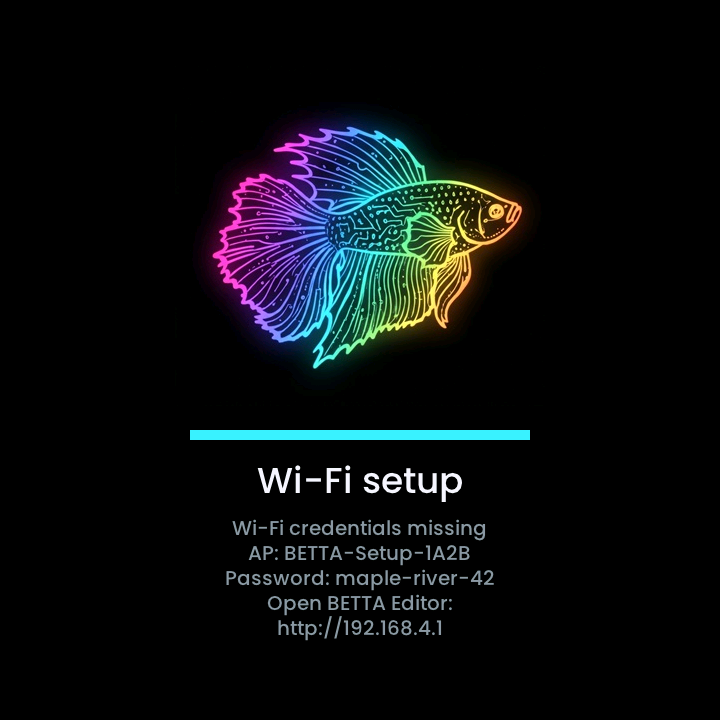 Wi-Fi setup
Wi-Fi credentials missing
AP: BETTA-Setup-1A2B
Password: maple-river-42
Open BETTA Editor:
http://192.168.4.1